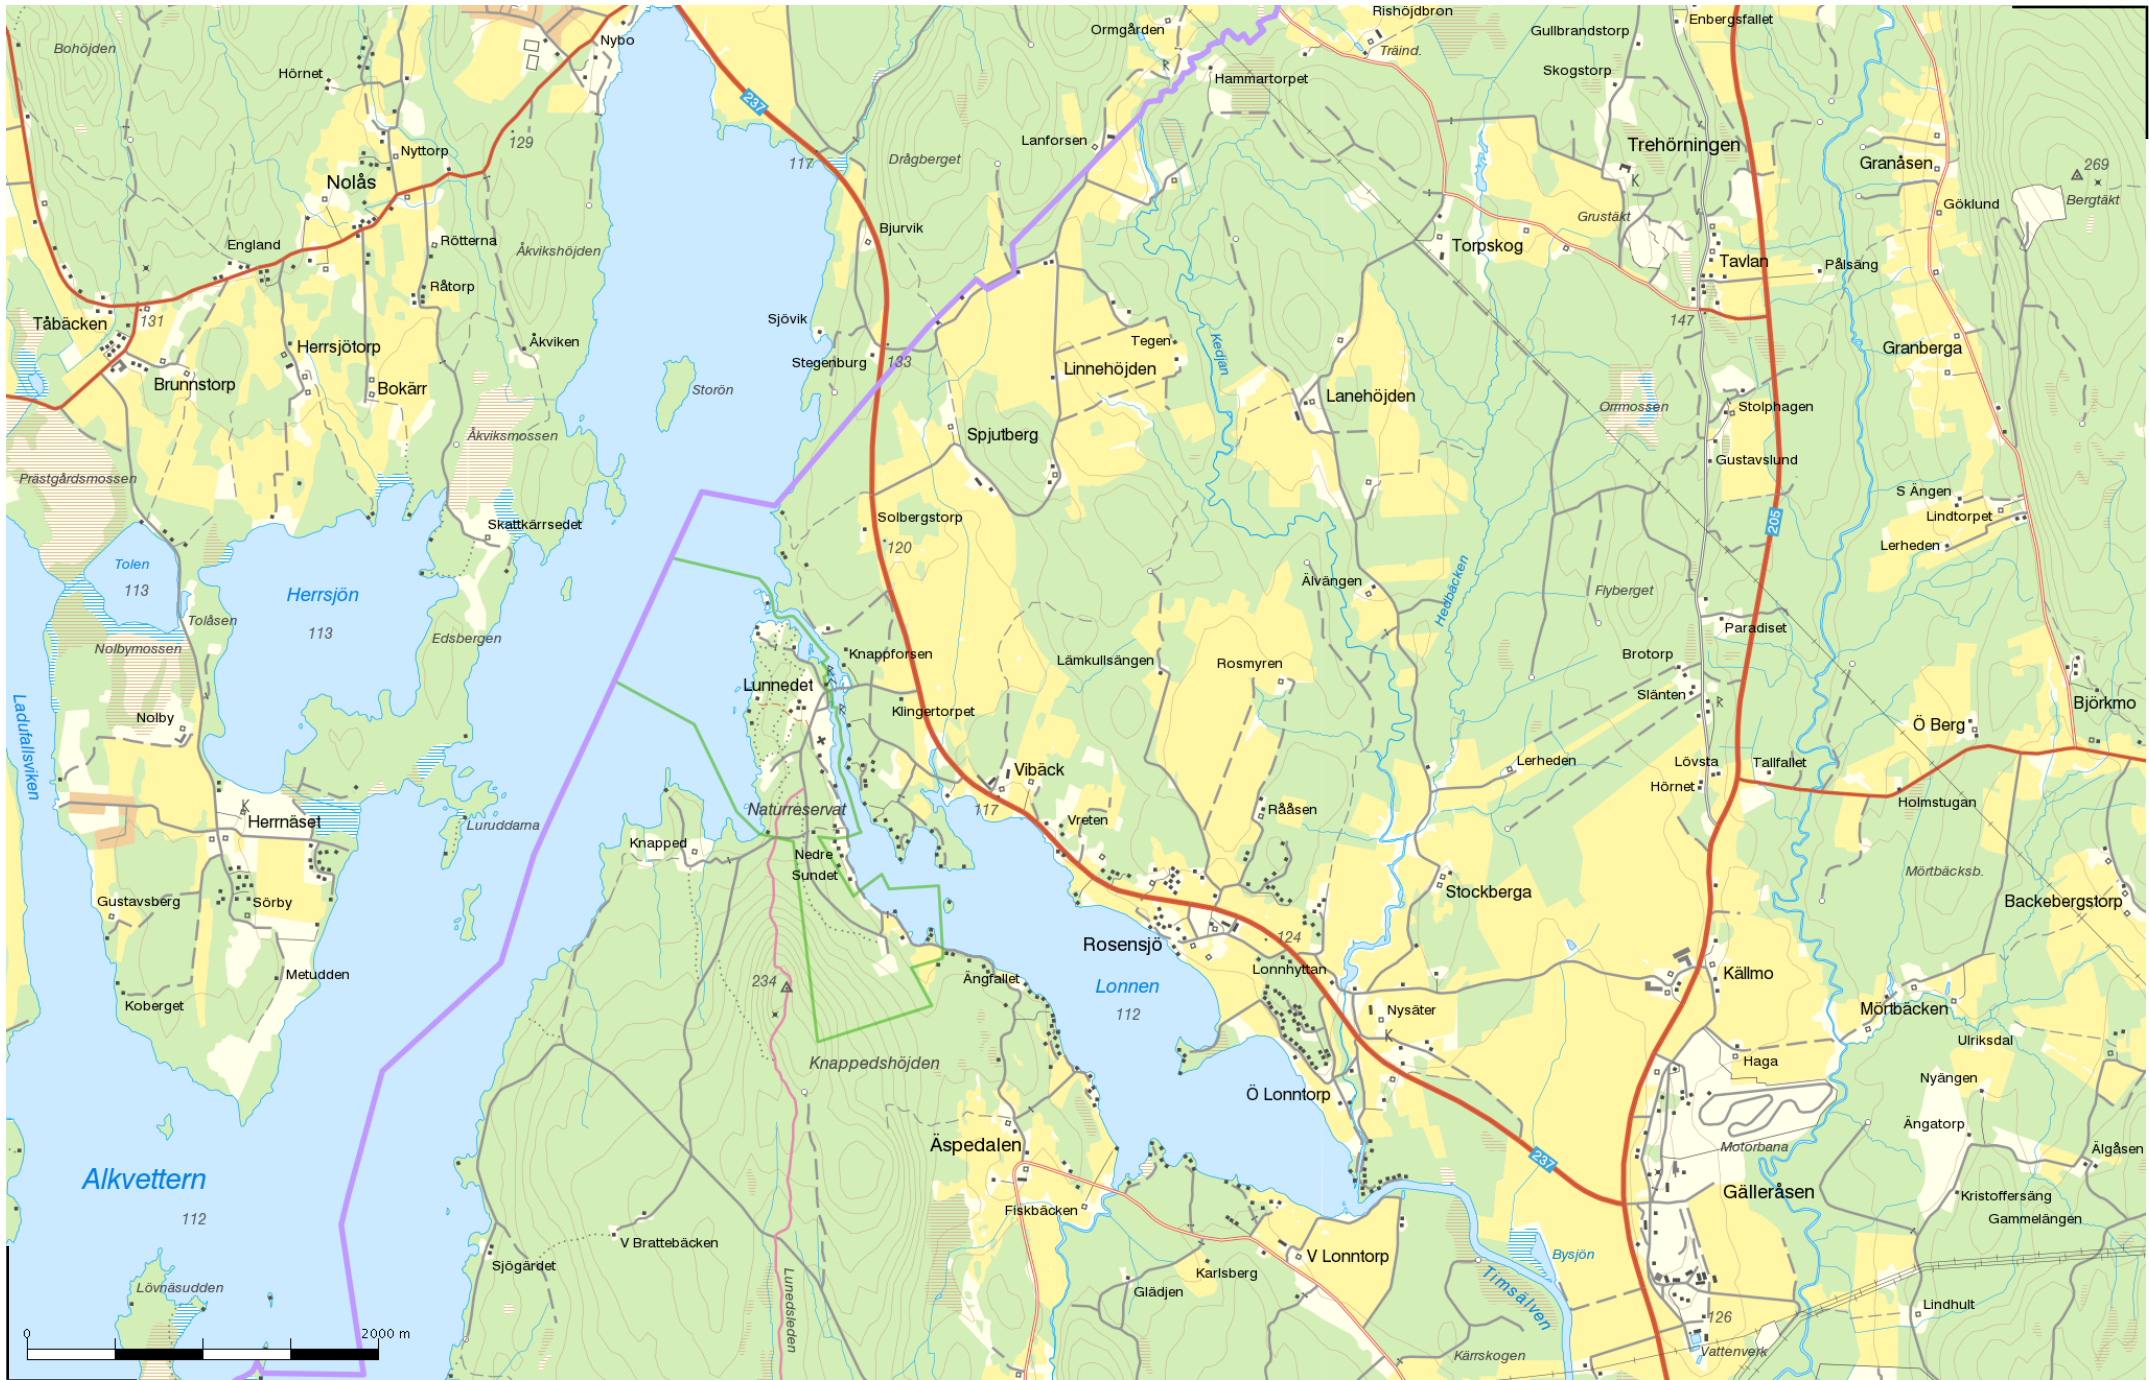 Rishöjdbron
Enbergsfallet
Bohöjden
Nybo
Ormgården
Gullbrandstorp
Träind.
Hörnet
Hammartorpet
Skogstorp
237
129
Lanforsen
Trehörningen
Nyttorp
117
Drågberget
Granåsen
269
Nolås
Bergtäkt
Göklund
Grustäkt
Bjurvik
England
Rötterna
Åkvikshöjden
Torpskog
Tavlan
Pålsäng
Råtorp
Tåbäcken
131
Sjövik
147
Åkviken
Tegen
Kedjan
Herrsjötorp
Granberga
Stegenburg
133
Linnehöjden
Brunnstorp
Bokärr
Storön
Lanehöjden
Orrmossen
Stolphagen
Åkviksmossen
Spjutberg
Gustavslund
Prästgårdsmossen
S Ängen
Skattkärrsedet
Solbergstorp
Lindtorpet
205
120
Lerheden
Tolen
Älvängen
113
Herrsjön
Hedbäcken
Flyberget
Tolåsen
113
Edsbergen
Paradiset
Nolbymossen
Knappforsen
Lämkullsängen
Rosmyren
Brotorp
Lunnedet
Slänten
Ladufallsviken
Nolby
Klingertorpet
Björkmo
Ö Berg
Vibäck
Lerheden
Lövsta
Tallfallet
Hörnet
Naturreservat
117
Rååsen
Holmstugan
Herrnäset
Luruddarna
Vreten
Knapped
Nedre
Sundet
Mörtbäcksb.
Gustavsberg
Sörby
Stockberga
Backebergstorp
Rosensjö
124
Metudden
234
Ängfallet
Lonnhyttan
Källmo
Koberget
Lonnen
Nysäter
Mörtbäcken
112
K
Ulriksdal
Knappedshöjden
Haga
Nyängen
Ö Lonntorp
Ängatorp
Äspedalen
Motorbana
Älgåsen
237
Alkvettern
Gälleråsen
Kristoffersäng
112
Fiskbäcken
Gammelängen
V Brattebäcken
V Lonntorp
Bysjön
Sjögärdet
Karlsberg
Lövnäsudden
Glädjen
Timsälven
Lunedsleden
Lindhult
126
0
2000 m
Kärrskogen
Vattenverk